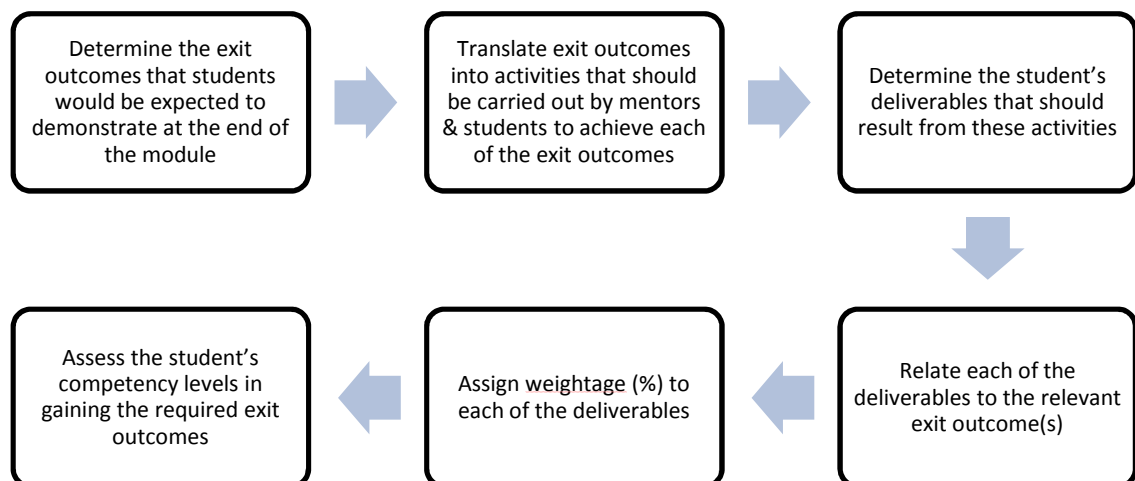 Determine the exit
outcomes that students
would be expected to
demonstrate at the end of
the module
Translate exit outcomes
into activities that should
be carried out by mentors
& students to achieve each
of the exit outcomes
Determine the student’s
deliverables that should
result from these activities
Relate each of the
deliverables to the relevant
exit outcome(s)
Assign weightage (%) to
each of the deliverables
Assess the student’s
competency levels in
gaining the required exit
outcomes